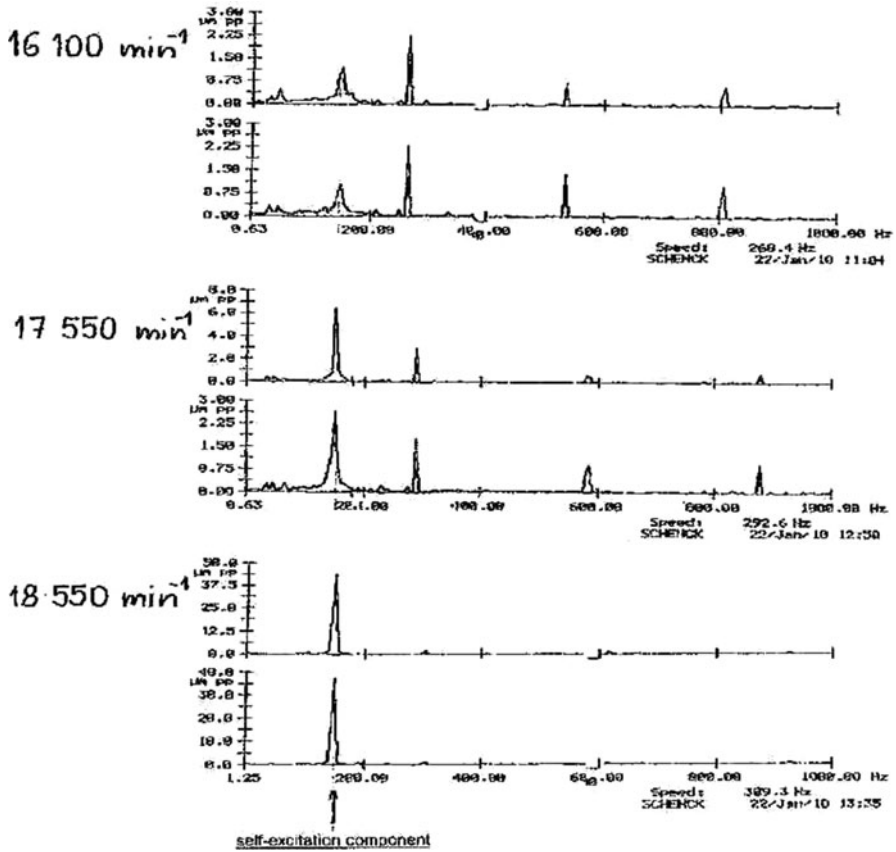 16 100 min⁻¹
3.00
µm PP
2.25
1.50
0.75
0.00
3.00
µm PP
2.25
1.50
0.75
0.00
0.63 200.00 400.00 600.00 800.00 1000.00 Hz
Speed: 268.4 Hz
SCHENCK 22/Jan/10 11:04
17 550 min⁻¹
8.0
µm PP
6.0
4.0
2.0
0.0
3.00
µm PP
2.25
1.50
0.75
0.00
0.63 400.00 600.00 800.00 1000.00 Hz
Speed: 292.6 Hz
SCHENCK 22/Jan/10 12:50
18 550 min⁻¹
50.0
µm PP
37.5
25.0
12.5
0.0
40.0
µm PP
30.0
20.0
10.0
0.0
1.25 200.00 400.00 600.00 800.00 1000.00 Hz
Speed: 309.3 Hz
SCHENCK 22/Jan/10 13:35
self-excitation component